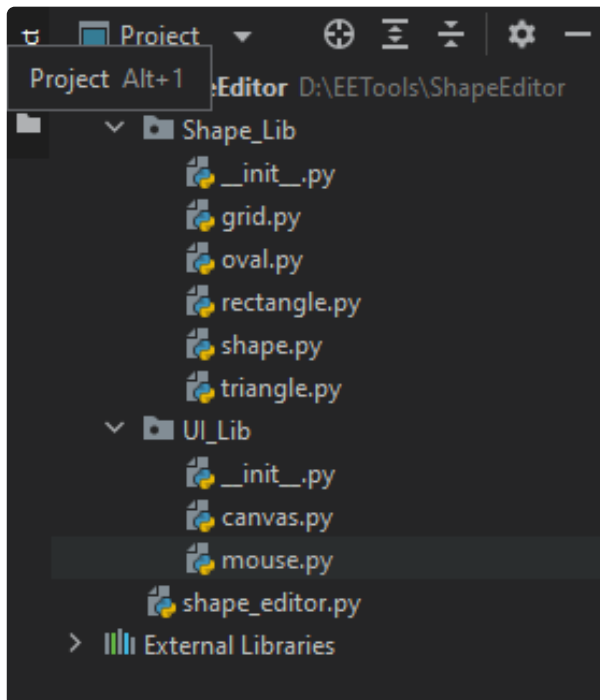 Project
Project Alt+1
eEditor D:\EETools\ShapeEditor
Shape_Lib
__init__.py
grid.py
oval.py
rectangle.py
shape.py
triangle.py
UI_Lib
__init__.py
canvas.py
mouse.py
shape_editor.py
External Libraries